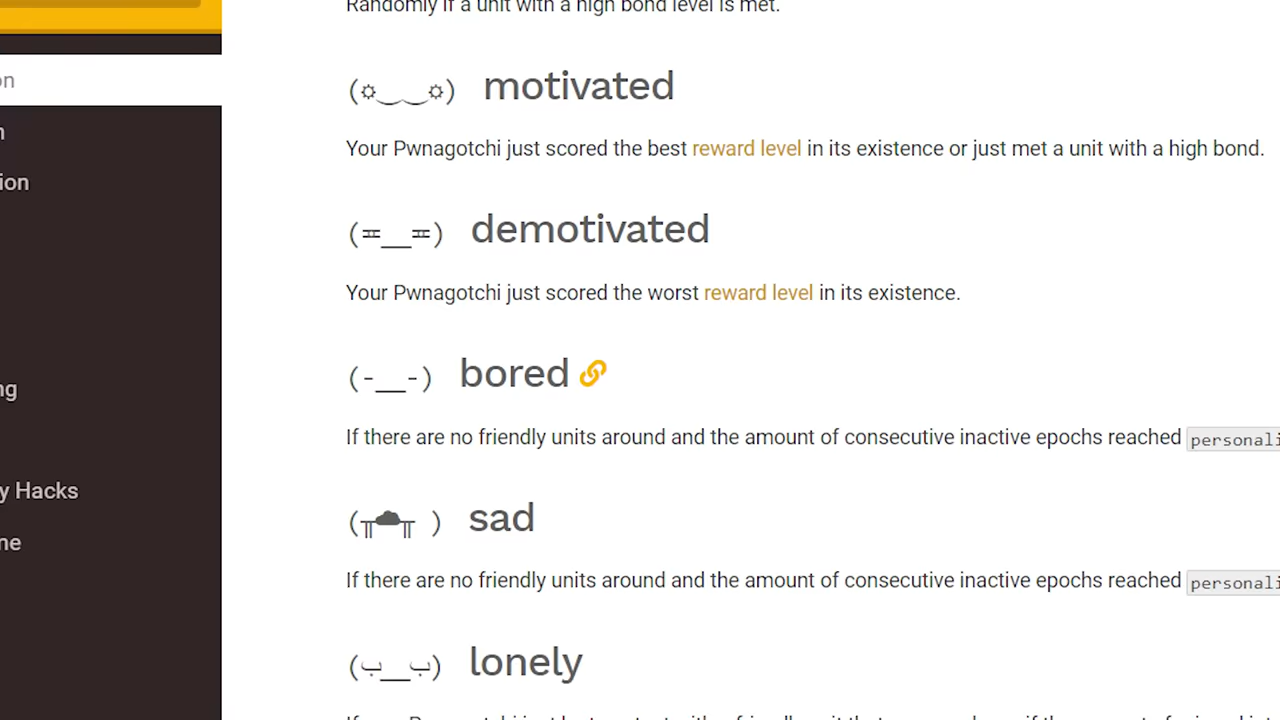 Randomly if a unit with a high bond level is met.
on
(☼‿‿☼) motivated
n
Your Pwnagotchi just scored the best reward level in its existence or just met a unit with a high bond.
ion
(≖__≖) demotivated
Your Pwnagotchi just scored the worst reward level in its existence.
(-__-) bored
ng
If there are no friendly units around and the amount of consecutive inactive epochs reached personali
y Hacks
(╥☁╥ ) sad
ne
If there are no friendly units around and the amount of consecutive inactive epochs reached personali
(ب__ب) lonely